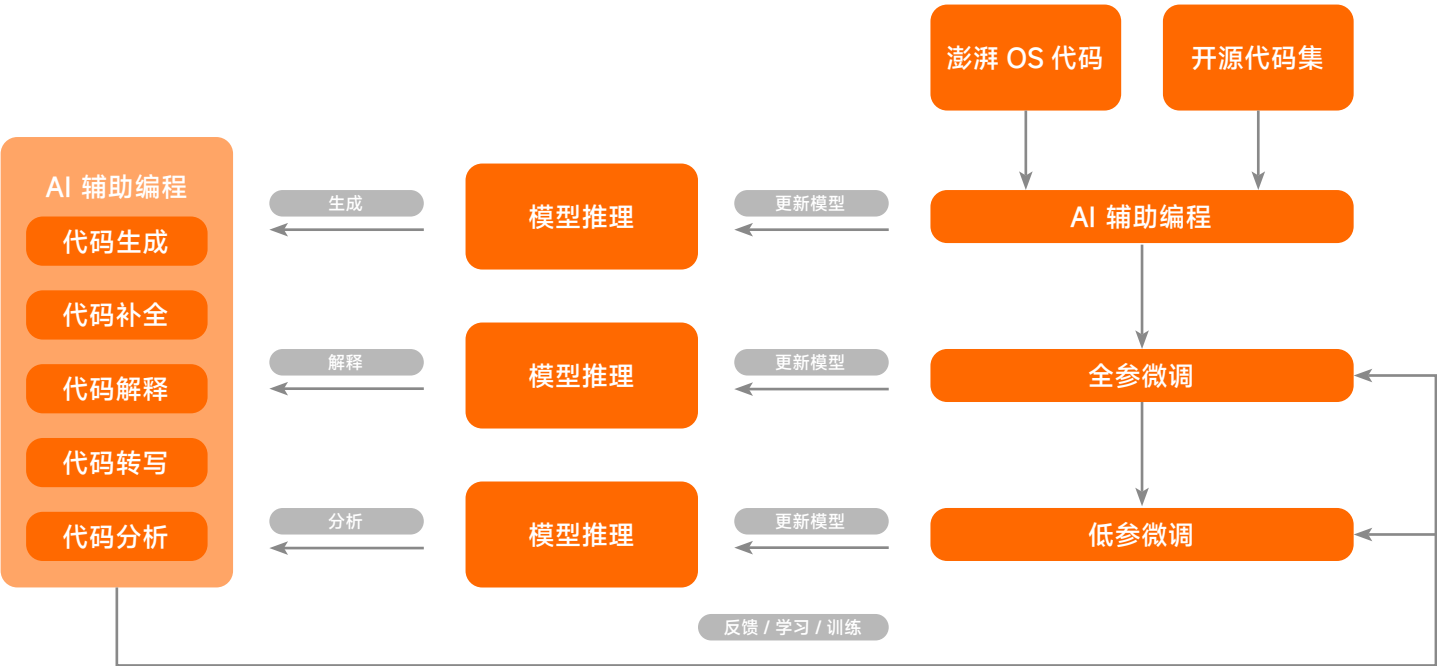 澎湃 OS 代码
开源代码集
AI 辅助编程
代码生成
代码补全
代码解释
代码转写
代码分析
生成
模型推理
更新模型
AI 辅助编程
解释
模型推理
更新模型
全参微调
分析
模型推理
更新模型
低参微调
反馈 / 学习 / 训练